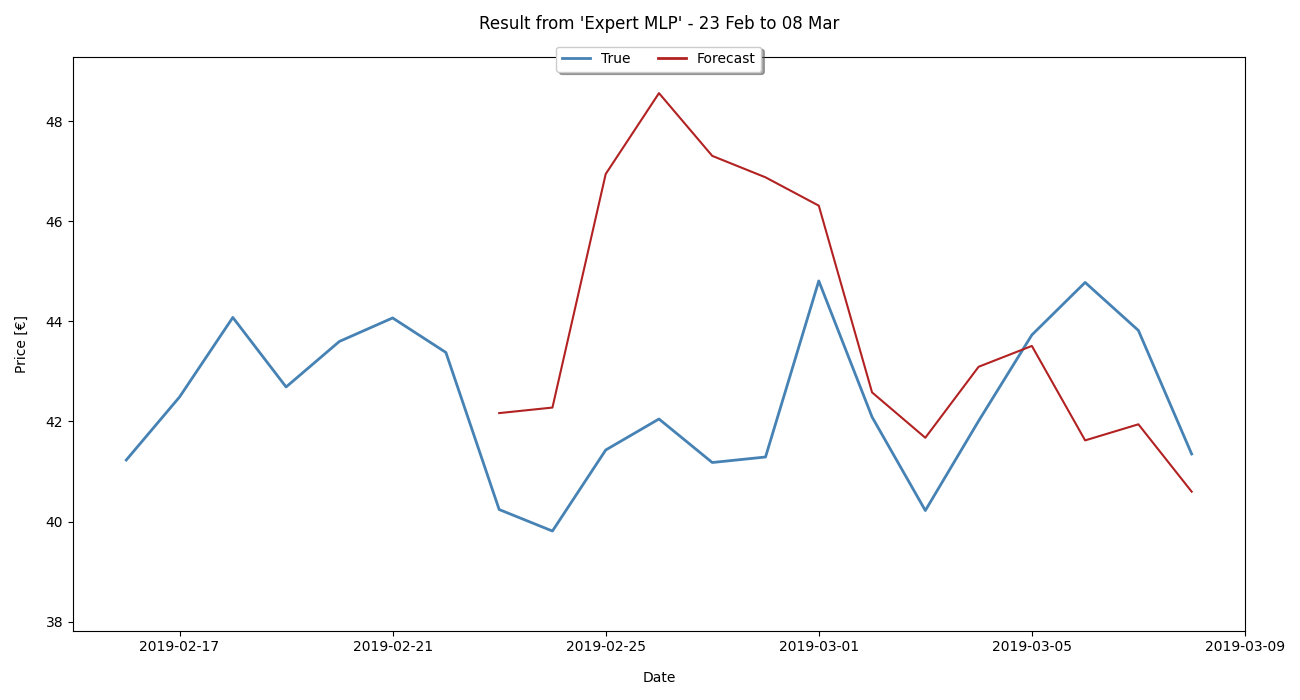 Result from 'Expert MLP' - 23 Feb to 08 Mar
True Forecast
48
46
44
42
40
38
Price [€]
2019-02-17 2019-02-21 2019-02-25 2019-03-01 2019-03-05 2019-03-09
Date